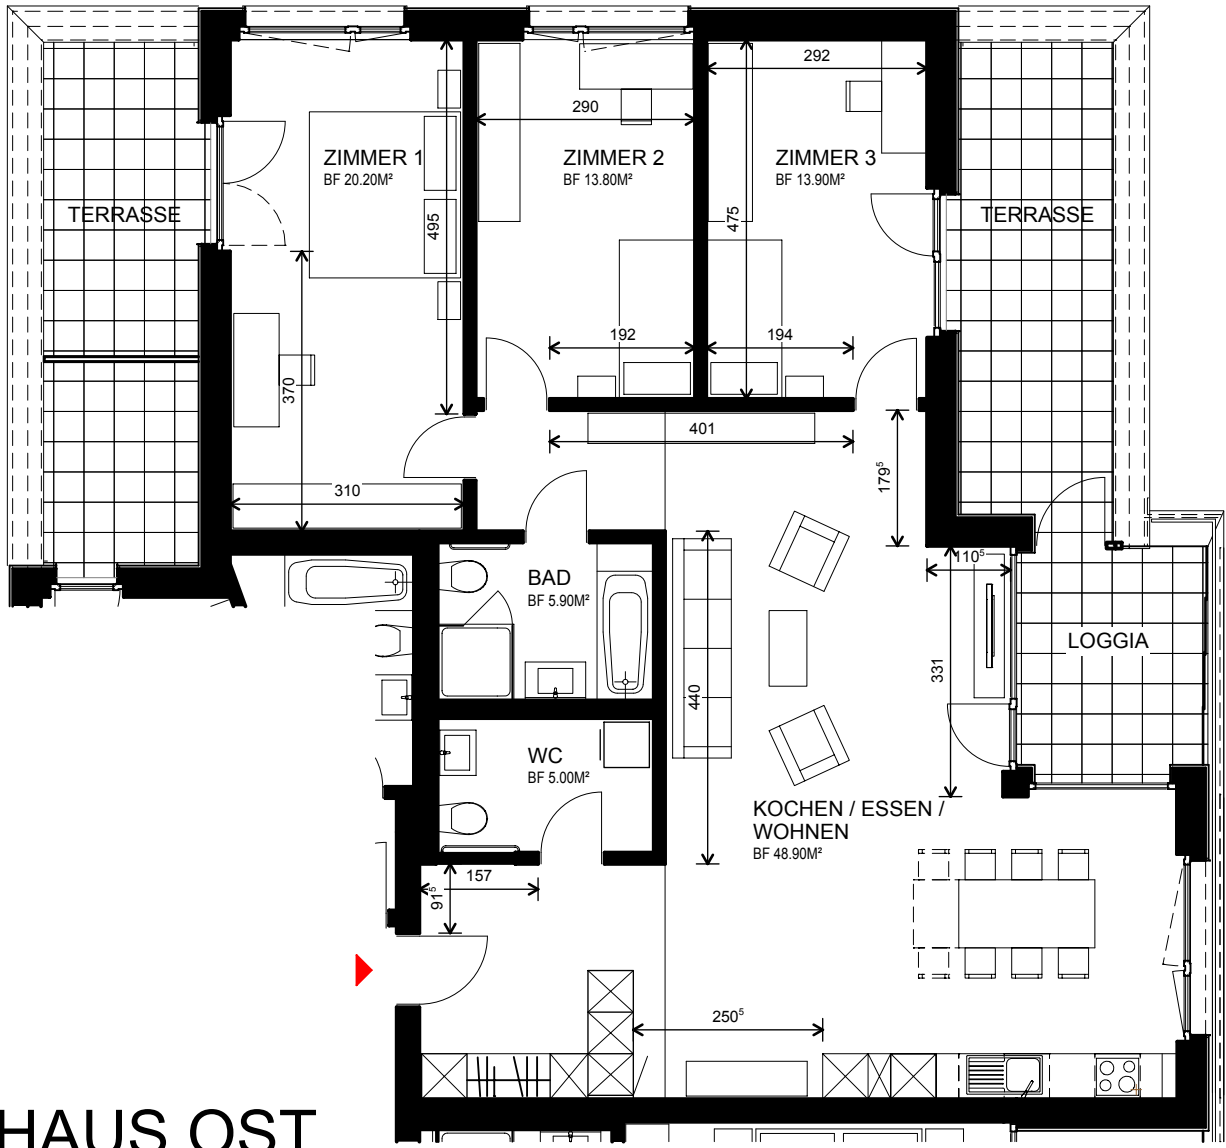 292
290
ZIMMER 1
BF 20.20M²
ZIMMER 2
BF 13.80M²
ZIMMER 3
BF 13.90M²
TERRASSE
495
475
TERRASSE
192
194
370
401
310
179⁵
110⁵
BAD
BF 5.90M²
LOGGIA
331
440
WC
BF 5.00M²
KOCHEN / ESSEN /
WOHNEN
BF 48.90M²
157
91⁵
250⁵
HAUS OST